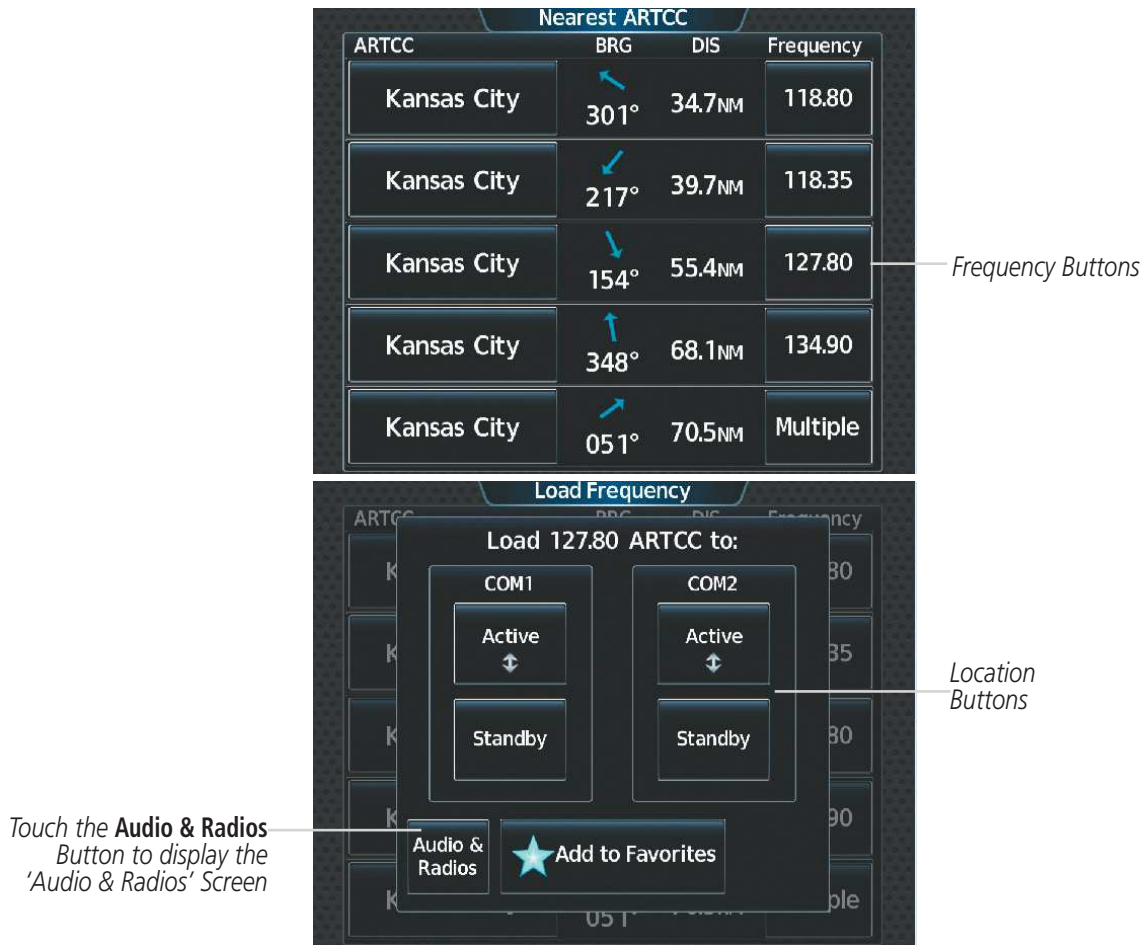 Nearest ARTCC
ARTCC BRG DIS Frequency
Kansas City 301° 34.7NM 118.80
Kansas City 217° 39.7NM 118.35
Kansas City 154° 55.4NM 127.80
Frequency Buttons
Kansas City 348° 68.1NM 134.90
Kansas City 051° 70.5NM Multiple
Load Frequency
Load 127.80 ARTCC to:
COM1 COM2
Active Active
Standby Standby
Location
Buttons
Touch the Audio & Radios
Button to display the
'Audio & Radios' Screen
Audio &
Radios
Add to Favorites